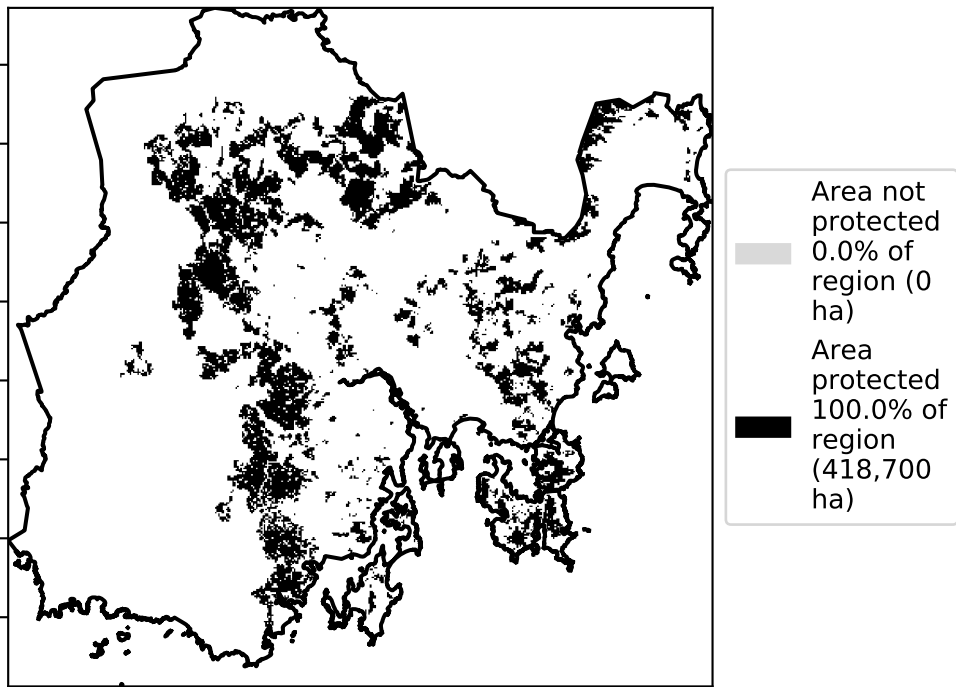 Area not
protected
0.0% of
region (0
ha)
Area
protected
100.0% of
region
(418,700
ha)